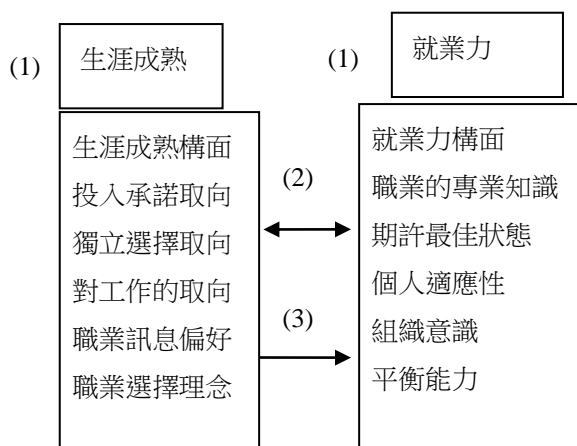 (1)
生涯成熟
(1)
就業力
生涯成熟構面
投入承諾取向
獨立選擇取向
對工作的取向
職業訊息偏好
職業選擇理念
(2)
(3)
就業力構面
職業的專業知識
期許最佳狀態
個人適應性
組織意識
平衡能力